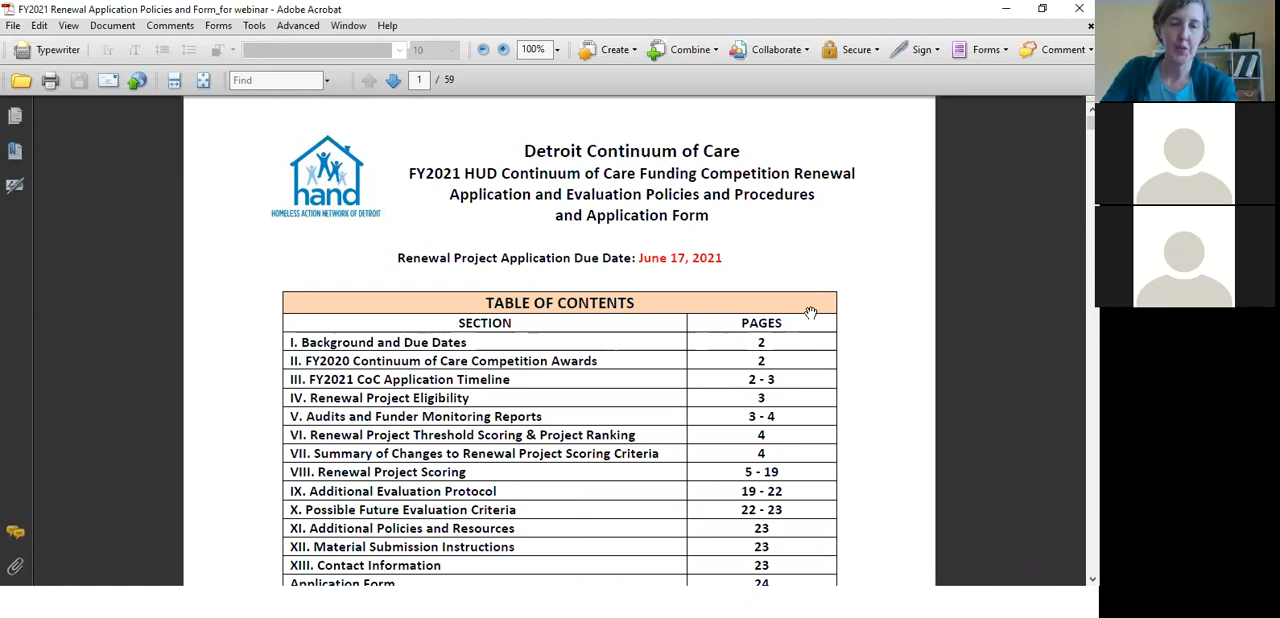 FY2021 Renewal Application Policies and Form_for webinar - Adobe Acrobat
File Edit View Document Comments Forms Tools Advanced Window Help
Typewriter 10 100% Create Combine Collaborate Secure Sign Forms Comment
Find 1 / 59
hand
HOMELESS ACTION NETWORK OF DETROIT
Detroit Continuum of Care
FY2021 HUD Continuum of Care Funding Competition Renewal
Application and Evaluation Policies and Procedures
and Application Form
Renewal Project Application Due Date: June 17, 2021
TABLE OF CONTENTS
SECTION PAGES
I. Background and Due Dates 2
II. FY2020 Continuum of Care Competition Awards 2
III. FY2021 CoC Application Timeline 2 - 3
IV. Renewal Project Eligibility 3
V. Audits and Funder Monitoring Reports 3 - 4
VI. Renewal Project Threshold Scoring & Project Ranking 4
VII. Summary of Changes to Renewal Project Scoring Criteria 4
VIII. Renewal Project Scoring 5 - 19
IX. Additional Evaluation Protocol 19 - 22
X. Possible Future Evaluation Criteria 22 - 23
XI. Additional Policies and Resources 23
XII. Material Submission Instructions 23
XIII. Contact Information 23
Application Form 24